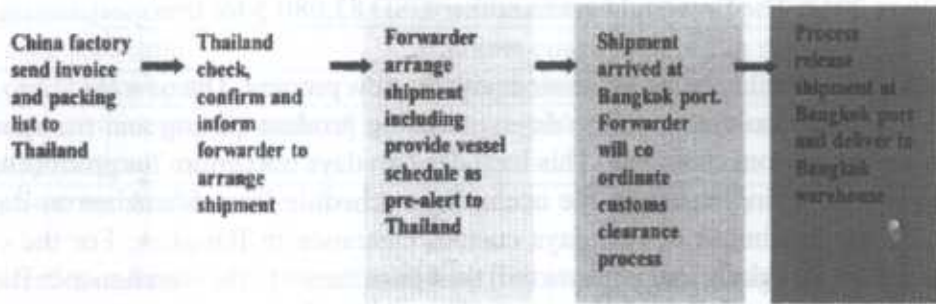 China factory
send invoice
and packing
list to
Thailand
Thailand
check,
confirm and
inform
forwarder to
arrange
shipment
Forwarder
arrange
shipment
including
provide vessel
schedule as
pre-alert to
Thailand
Shipment
arrived at
Bangkok port.
Forwarder
will co
ordinate
customs
clearance
process
Process
release
shipment at
Bangkok port
and deliver to
Bangkok
warehouse